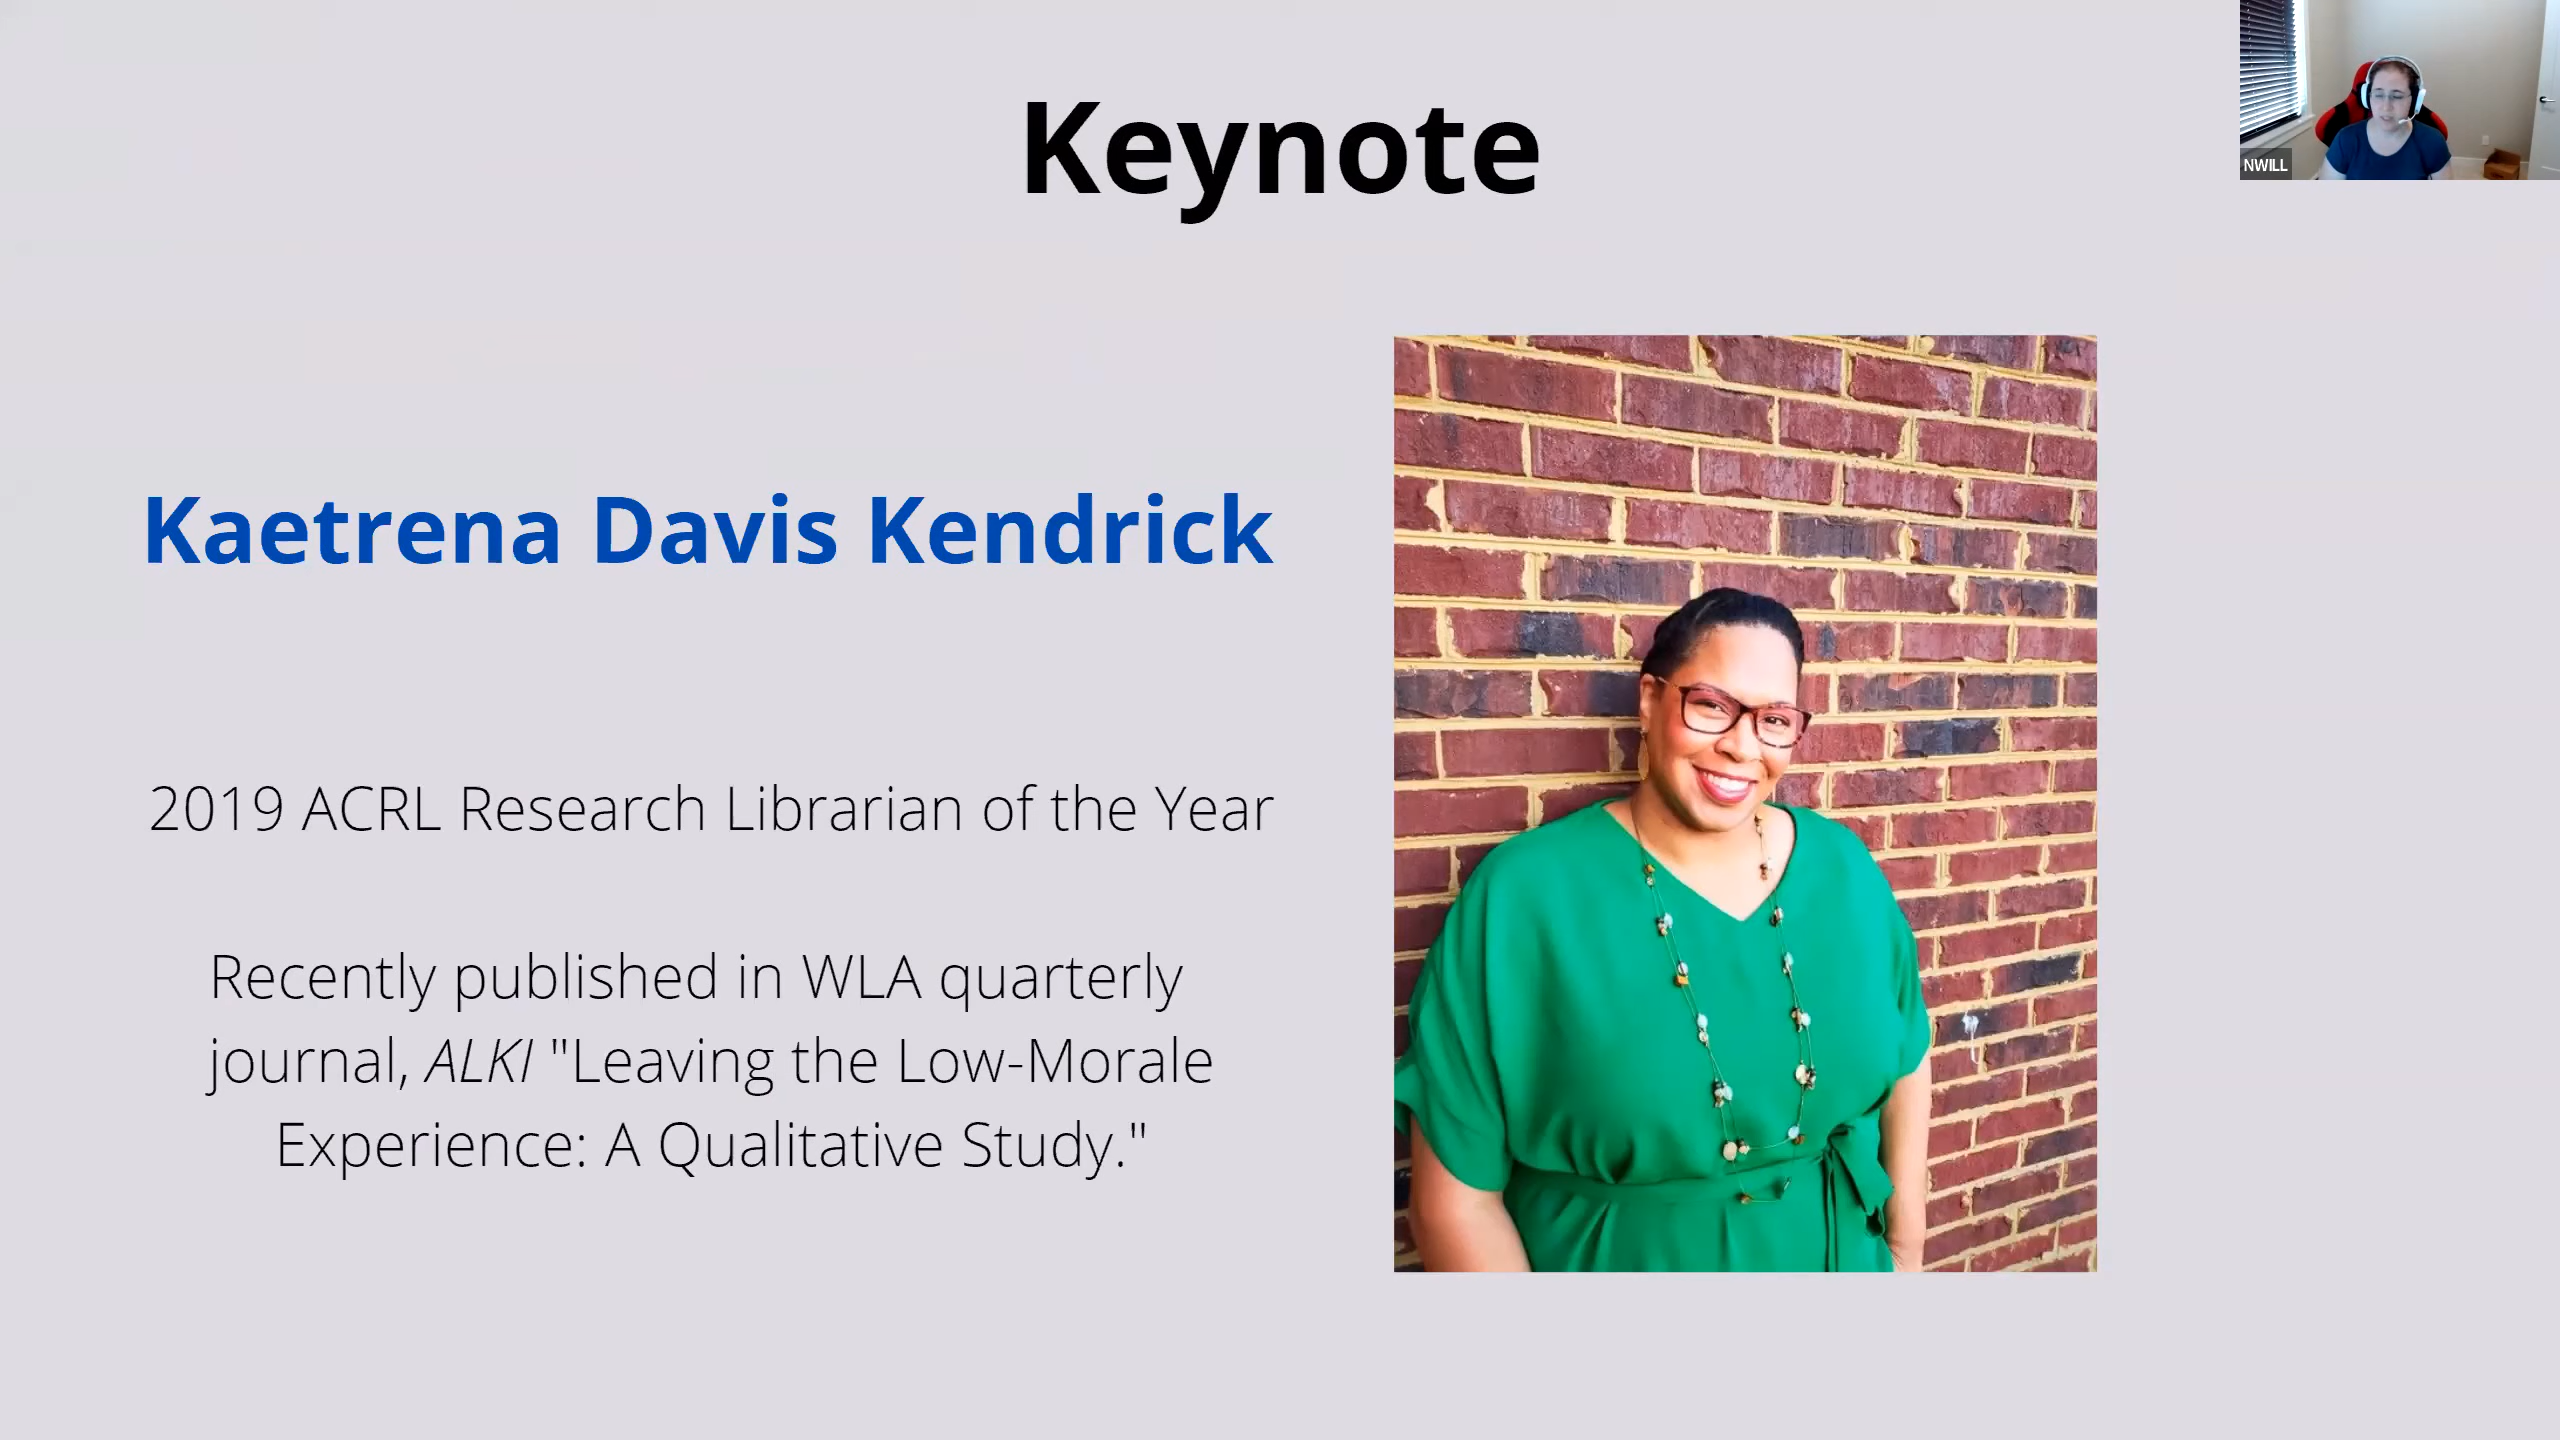 Keynote
NWILL
Kaetrena Davis Kendrick
2019 ACRL Research Librarian of the Year
Recently published in WLA quarterly
journal, ALKI "Leaving the Low-Morale
Experience: A Qualitative Study."